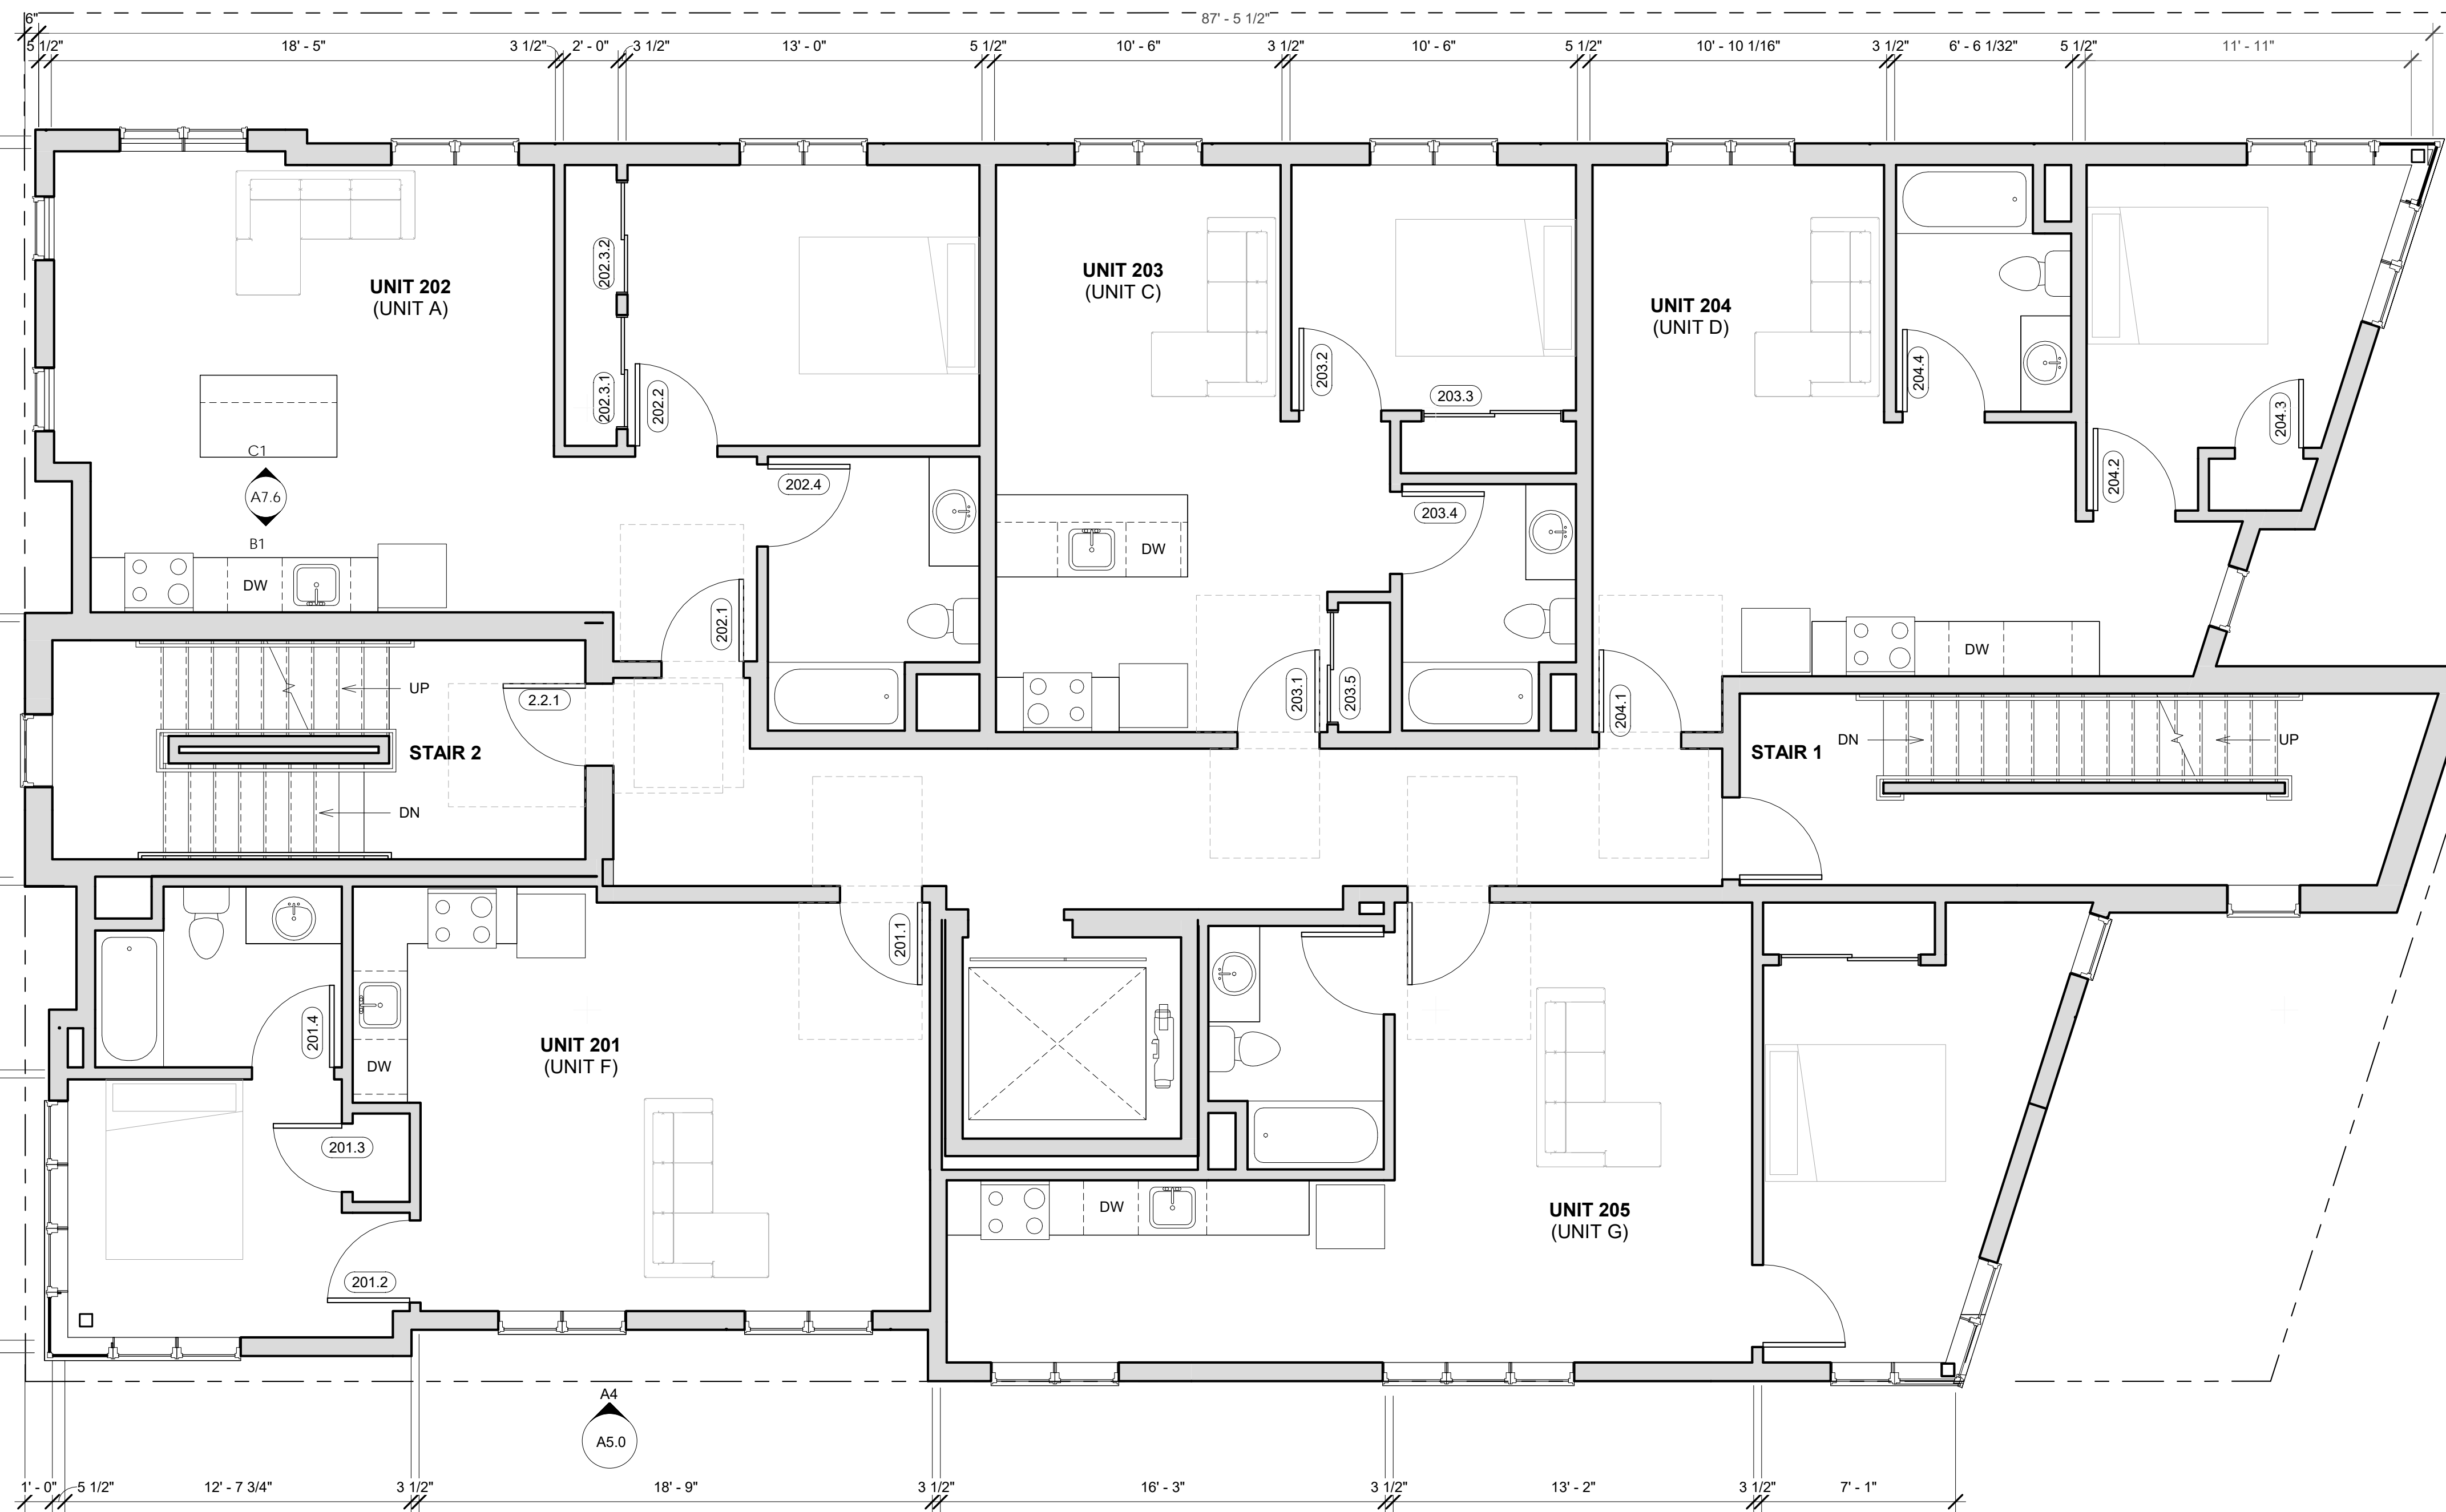 6"
87' - 5 1/2"
5 1/2"
18' - 5"
3 1/2"
2' - 0"
3 1/2"
13' - 0"
5 1/2"
10' - 6"
3 1/2"
10' - 6"
5 1/2"
10' - 10 1/16"
3 1/2"
6' - 6 1/32"
5 1/2"
11' - 11"
UNIT 202
(UNIT A)
202.3.2
202.3.1
202.2
UNIT 203
(UNIT C)
203.2
203.3
UNIT 204
(UNIT D)
204.4
204.3
204.2
C1
A7.6
B1
DW
202.4
202.1
DW
203.4
203.1
203.5
204.1
DW
UP
2.2.1
STAIR 2
DN
STAIR 1
DN
UP
201.1
201.4
DW
UNIT 201
(UNIT F)
201.3
201.2
DW
UNIT 205
(UNIT G)
A4
A5.0
1' - 0"
5 1/2"
12' - 7 3/4"
3 1/2"
18' - 9"
3 1/2"
16' - 3"
3 1/2"
13' - 2"
3 1/2"
7' - 1"